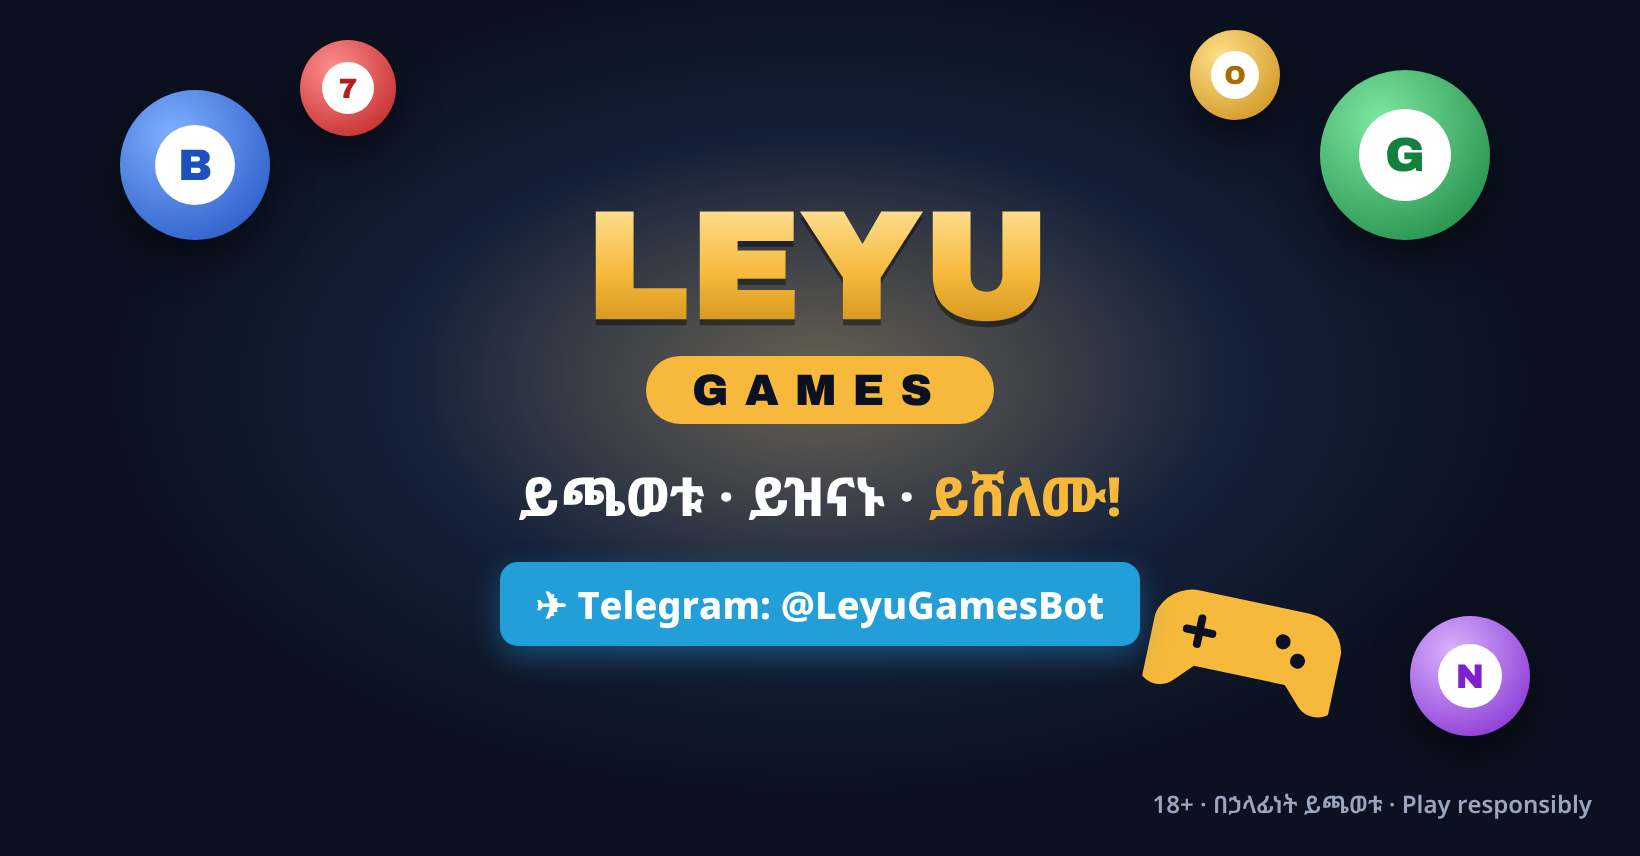 B
7
O
G
LEYU
GAMES
ይጫወቱ · ይዝናኑ · ይሸለሙ!
✈ Telegram: @LeyuGamesBot
N
18+ · በኃላፊነት ይጫወቱ · Play responsibly